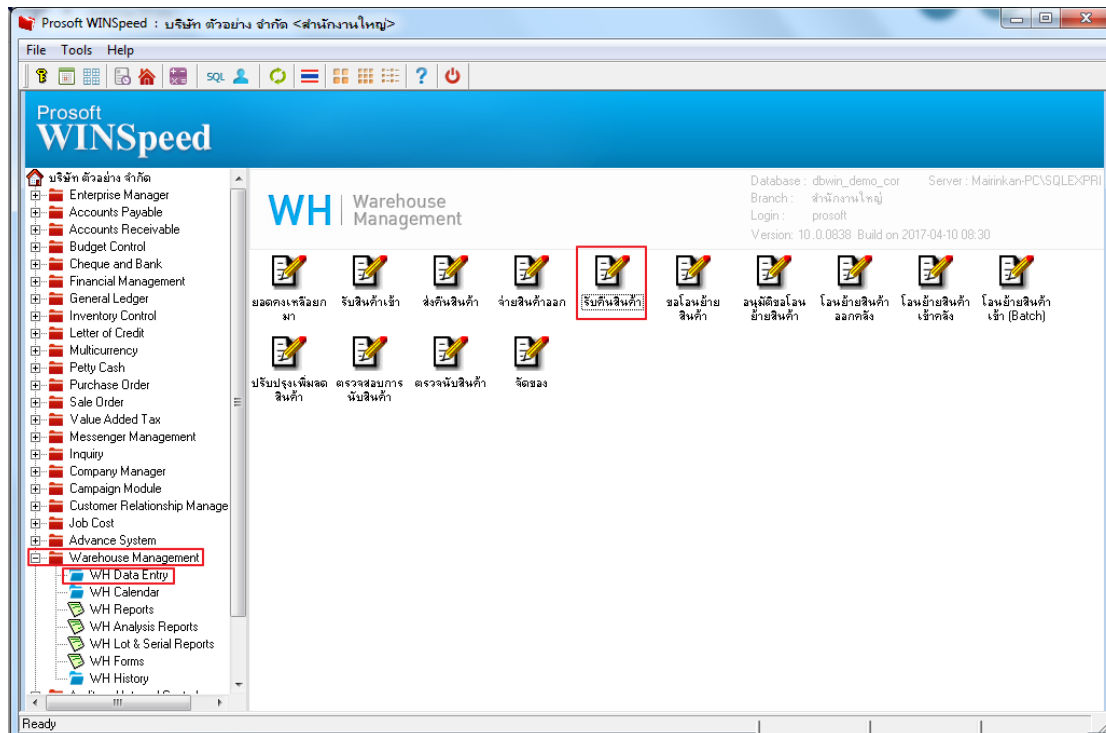 Prosoft WINSpeed : บริษัท ตัวอย่าง จำกัด <สำนักงานใหญ่>
File Tools Help
SQL
Prosoft
WINSpeed
บริษัท ตัวอย่าง จำกัด
Enterprise Manager
Accounts Payable
Accounts Receivable
Budget Control
Cheque and Bank
Financial Management
General Ledger
Inventory Control
Letter of Credit
Multicurrency
Petty Cash
Purchase Order
Sale Order
Value Added Tax
Messenger Management
Inquiry
Company Manager
Campaign Module
Customer Relationship Manage
Job Cost
Advance System
Warehouse Management
WH Data Entry
WH Calendar
WH Reports
WH Analysis Reports
WH Lot & Serial Reports
WH Forms
WH History
WH Warehouse
Management
Database : dbwin_demo_cor Server : Mairinkan-PC\SQLEXPRI
Branch : สำนักงานใหญ่
Login : prosoft
Version: 10.0.0838 Build on 2017-04-10 08:30
ยอดคงเหลือยก รับสินค้าเข้า ส่งคืนสินค้า จ่ายสินค้าออก รับคืนสินค้า ขอโอนย้าย อนุมัติขอโอน โอนย้ายสินค้า โอนย้ายสินค้า โอนย้ายสินค้า
มา สินค้า ย้ายสินค้า ออกคลัง เข้าคลัง เข้า (Batch)
ปรับปรุงเพิ่มลด ตรวจสอบการ ตรวจนับสินค้า จัดของ
สินค้า นับสินค้า
Ready